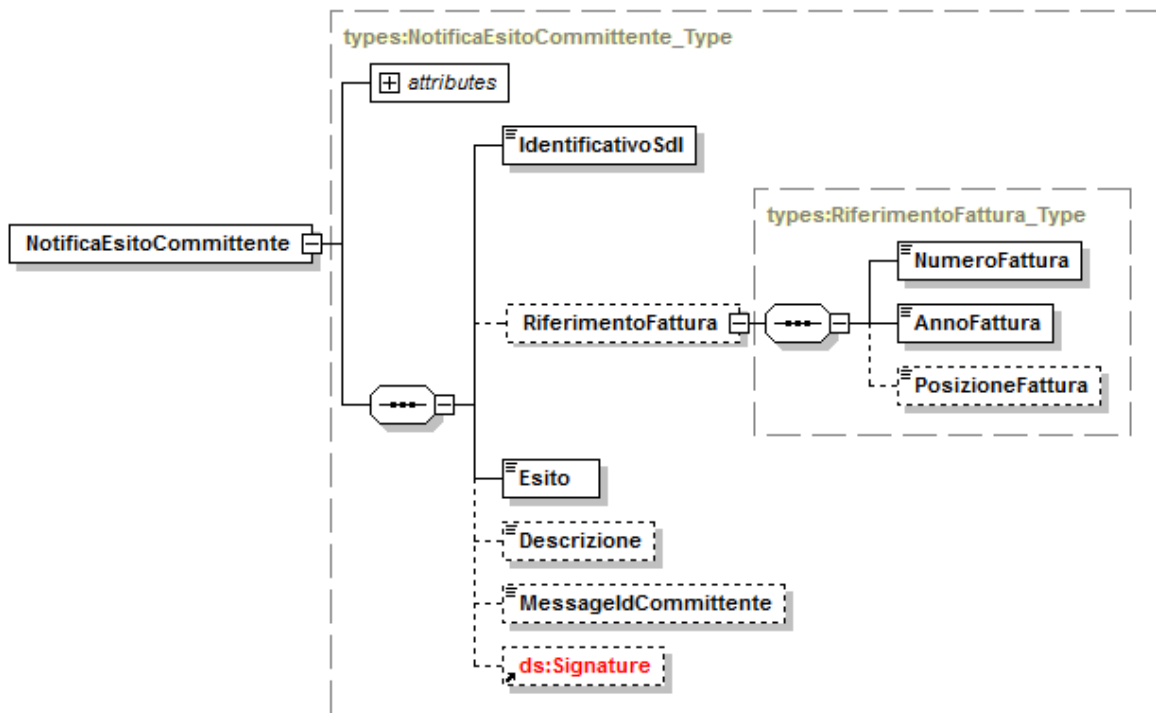 types:NotificaEsitoCommittente_Type
attributes
IdentificativoSdI
types:RiferimentoFattura_Type
NotificaEsitoCommittente
NumeroFattura
RiferimentoFattura
AnnoFattura
PosizioneFattura
Esito
Descrizione
MessageIdCommittente
ds:Signature